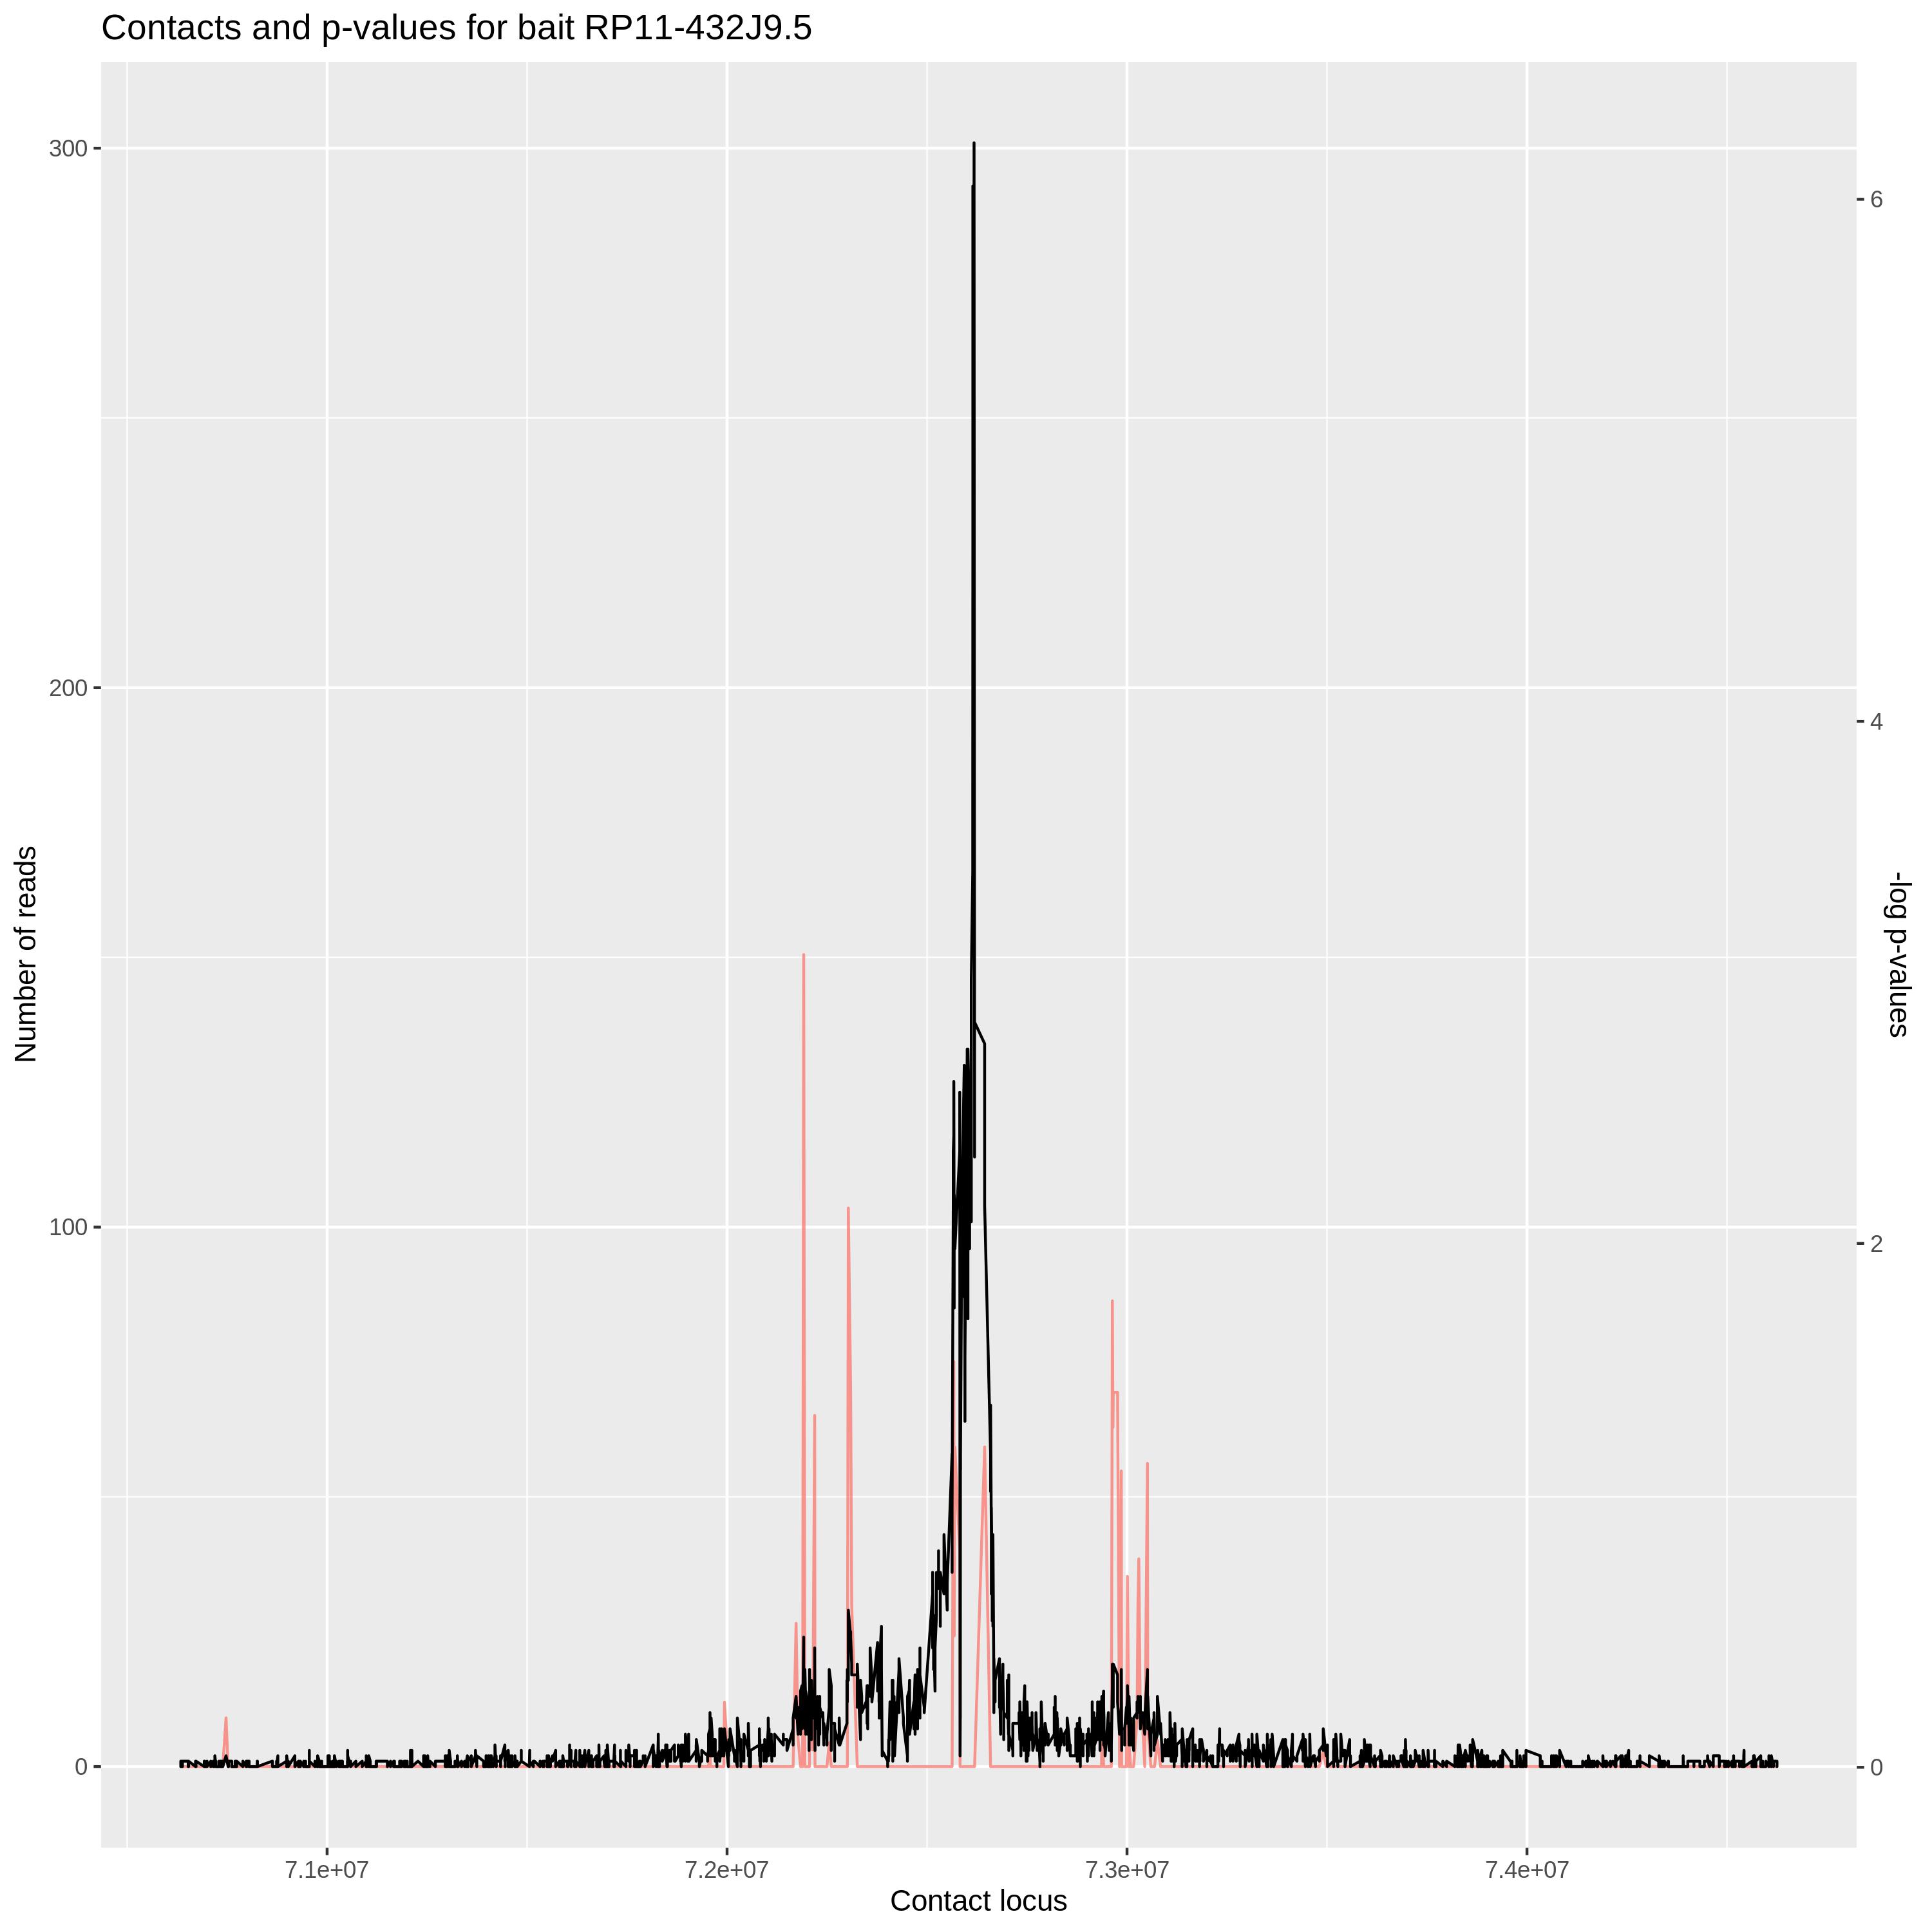 Contacts and p-values for bait RP11-432J9.5
Number of reads
300
200
100
0
6
4
2
0
-log p-values
7.1e+07
7.2e+07
7.3e+07
7.4e+07
Contact locus